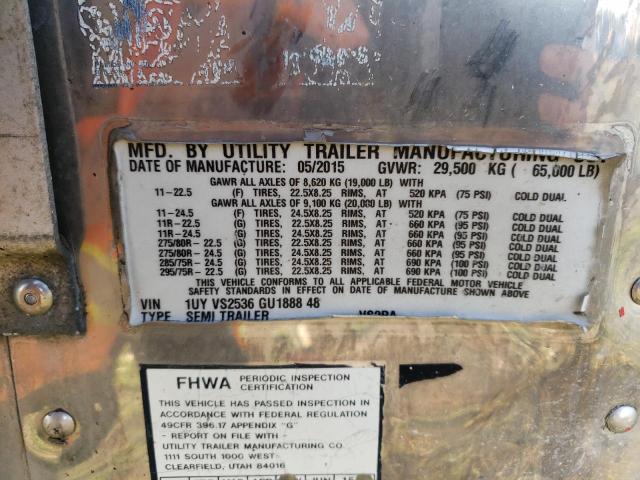 MFD. BY UTILITY TRAILER MANUFACTURING
DATE OF MANUFACTURE: 05/2015 GVWR: 29,500 KG ( 65,000 LB)
GAWR ALL AXLES OF 8,620 KG (19,000 LB) WITH
11-22.5 (F) TIRES, 22.5X8.25 RIMS, AT 520 KPA (75 PSI) COLD DUAL.
GAWR ALL AXLES OF 9,100 KG (20,000 LB) WITH
11-24.5 (F) TIRES, 24.5X8.25 RIMS, AT 520 KPA (75 PSI) COLD DUAL
11R-22.5 (G) TIRES, 22.5X8.25 RIMS, AT 660 KPA (95 PSI) COLD DUAL
11R-24.5 (G) TIRES, 24.5X8.25 RIMS, AT 660 KPA (95 PSI) COLD DUAL
275/80R-22.5 (G) TIRES, 22.5X8.25 RIMS, AT 660 KPA (95 PSI) COLD DUAL
275/80R-24.5 (G) TIRES, 24.5X8.25 RIMS, AT 660 KPA (95 PSI) COLD DUAL
285/75R-24.5 (G) TIRES, 24.5X8.25 RIMS, AT 690 KPA (100 PSI) COLD DUAL
295/75R-22.5 (G) TIRES, 22.5X8.25 RIMS, AT 690 KPA (100 PSI) COLD DUAL
THIS VEHICLE CONFORMS TO ALL APPLICABLE FEDERAL MOTOR VEHICLE
SAFETY STANDARDS IN EFFECT ON DATE OF MANUFACTURE SHOWN ABOVE.
VIN 1UY VS2536 GU1888 48
TYPE SEMI TRAILER VS2RA
FHWA PERIODIC INSPECTION
CERTIFICATION
THIS VEHICLE HAS PASSED INSPECTION IN
ACCORDANCE WITH FEDERAL REGULATION
49CFR 396.17 APPENDIX "G"
- REPORT ON FILE WITH -
UTILITY TRAILER MANUFACTURING CO.
1111 SOUTH 1000 WEST
CLEARFIELD, UTAH 84016